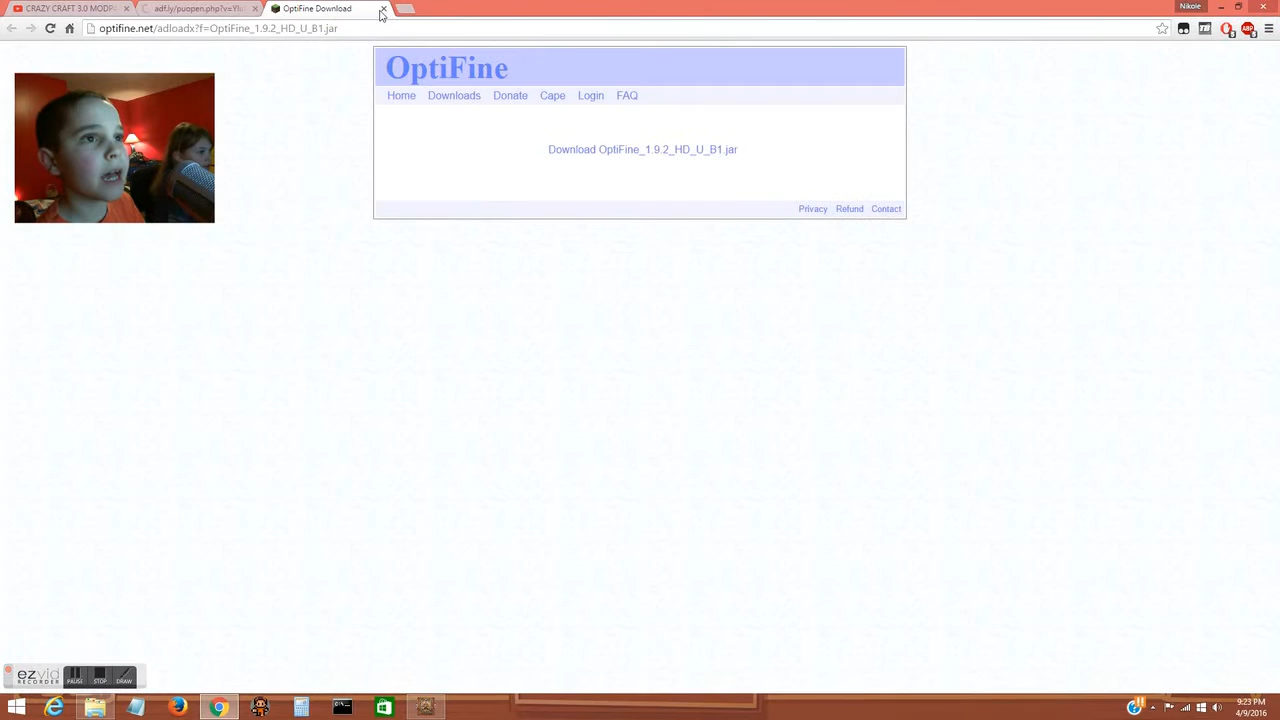 CRAZY CRAFT 3.0 MODP
adf.ly/puopen.php?v=Yl
OptiFine Download
Nikole
optifine.net/adloadx?f=OptiFine_1.9.2_HD_U_B1.jar
OptiFine
Home Downloads Donate Cape Login FAQ
Download OptiFine_1.9.2_HD_U_B1.jar
Privacy Refund Contact
ezvid
RECORDER
PAUSE STOP DRAW
9:23 PM
4/9/2016